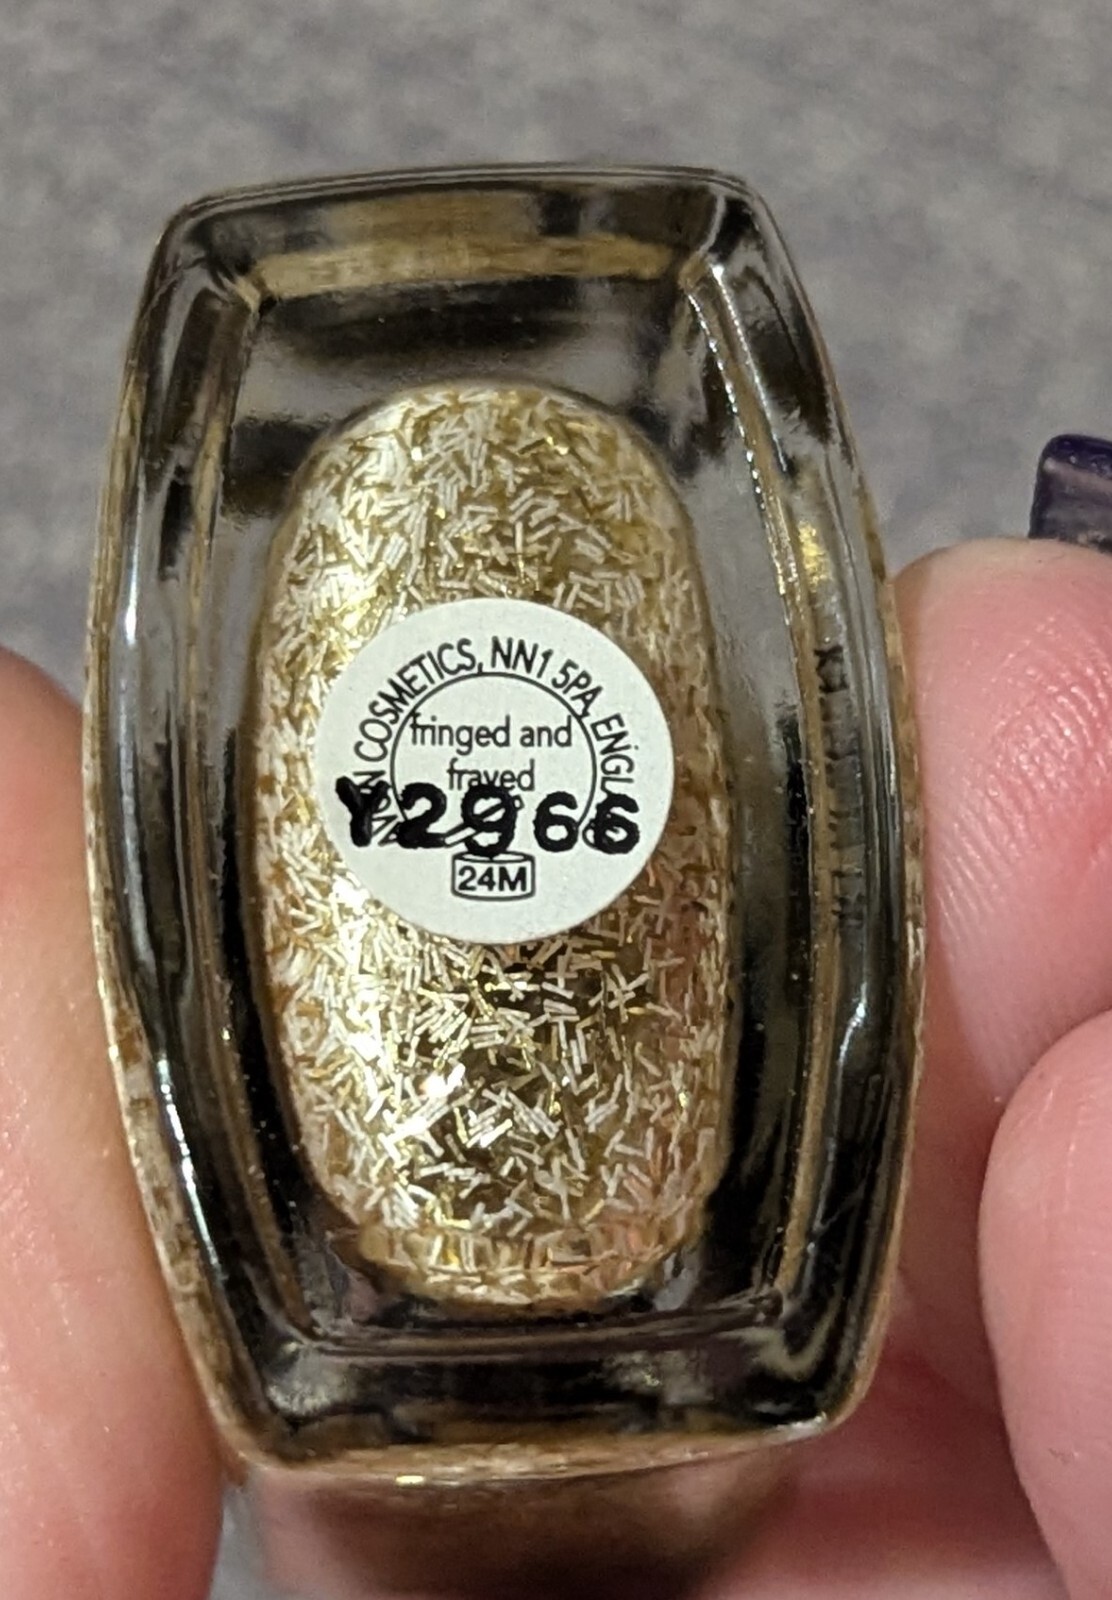 COSMETICS, NN1 5PA, ENGL
fringed and
frayed
Y2966
24M